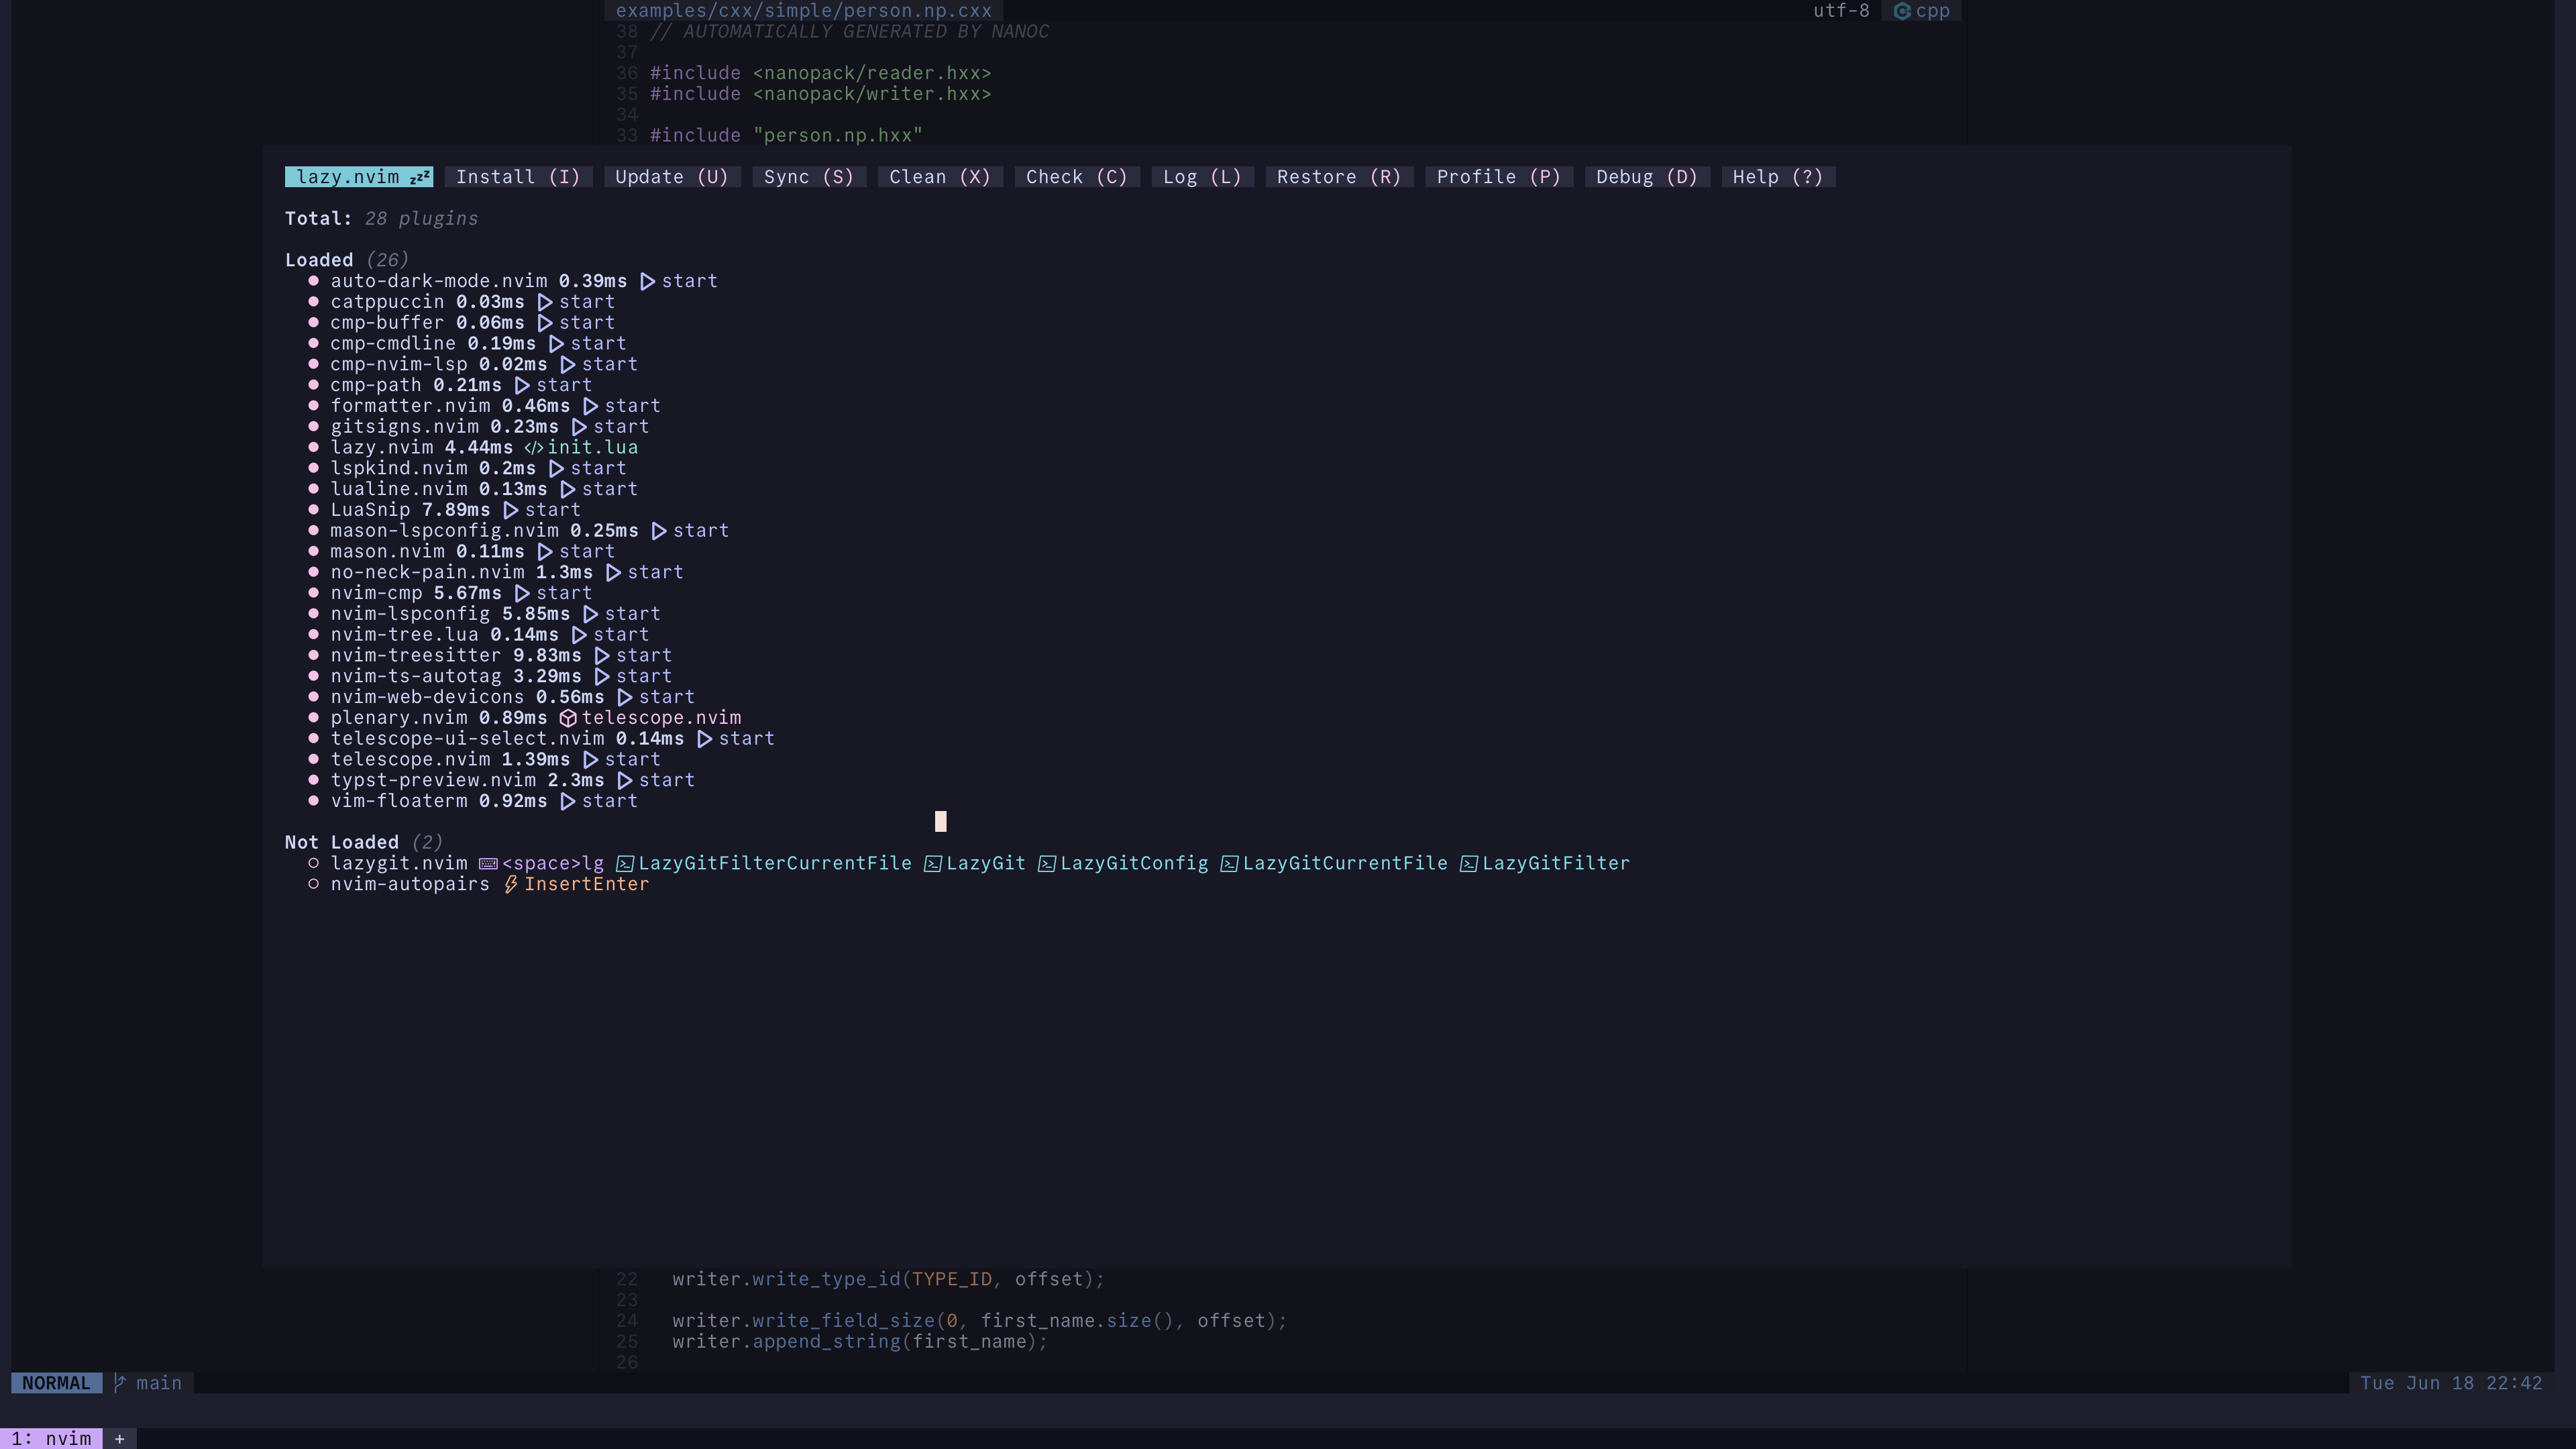 examples/cxx/simple/person.np.cxx utf-8 cpp
38 // AUTOMATICALLY GENERATED BY NANOC
37
36 #include <nanopack/reader.hxx>
35 #include <nanopack/writer.hxx>
34
33 #include "person.np.hxx"
lazy.nvim zzz Install (I) Update (U) Sync (S) Clean (X) Check (C) Log (L) Restore (R) Profile (P) Debug (D) Help (?)
Total: 28 plugins
Loaded (26)
● auto-dark-mode.nvim 0.39ms start
● catppuccin 0.03ms start
● cmp-buffer 0.06ms start
● cmp-cmdline 0.19ms start
● cmp-nvim-lsp 0.02ms start
● cmp-path 0.21ms start
● formatter.nvim 0.46ms start
● gitsigns.nvim 0.23ms start
● lazy.nvim 4.44ms </> init.lua
● lspkind.nvim 0.2ms start
● lualine.nvim 0.13ms start
● LuaSnip 7.89ms start
● mason-lspconfig.nvim 0.25ms start
● mason.nvim 0.11ms start
● no-neck-pain.nvim 1.3ms start
● nvim-cmp 5.67ms start
● nvim-lspconfig 5.85ms start
● nvim-tree.lua 0.14ms start
● nvim-treesitter 9.83ms start
● nvim-ts-autotag 3.29ms start
● nvim-web-devicons 0.56ms start
● plenary.nvim 0.89ms telescope.nvim
● telescope-ui-select.nvim 0.14ms start
● telescope.nvim 1.39ms start
● typst-preview.nvim 2.3ms start
● vim-floaterm 0.92ms start
Not Loaded (2)
○ lazygit.nvim <space>lg LazyGitFilterCurrentFile LazyGit LazyGitConfig LazyGitCurrentFile LazyGitFilter
○ nvim-autopairs InsertEnter
22 writer.write_type_id(TYPE_ID, offset);
23
24 writer.write_field_size(0, first_name.size(), offset);
25 writer.append_string(first_name);
26
NORMAL main Tue Jun 18 22:42
1: nvim +